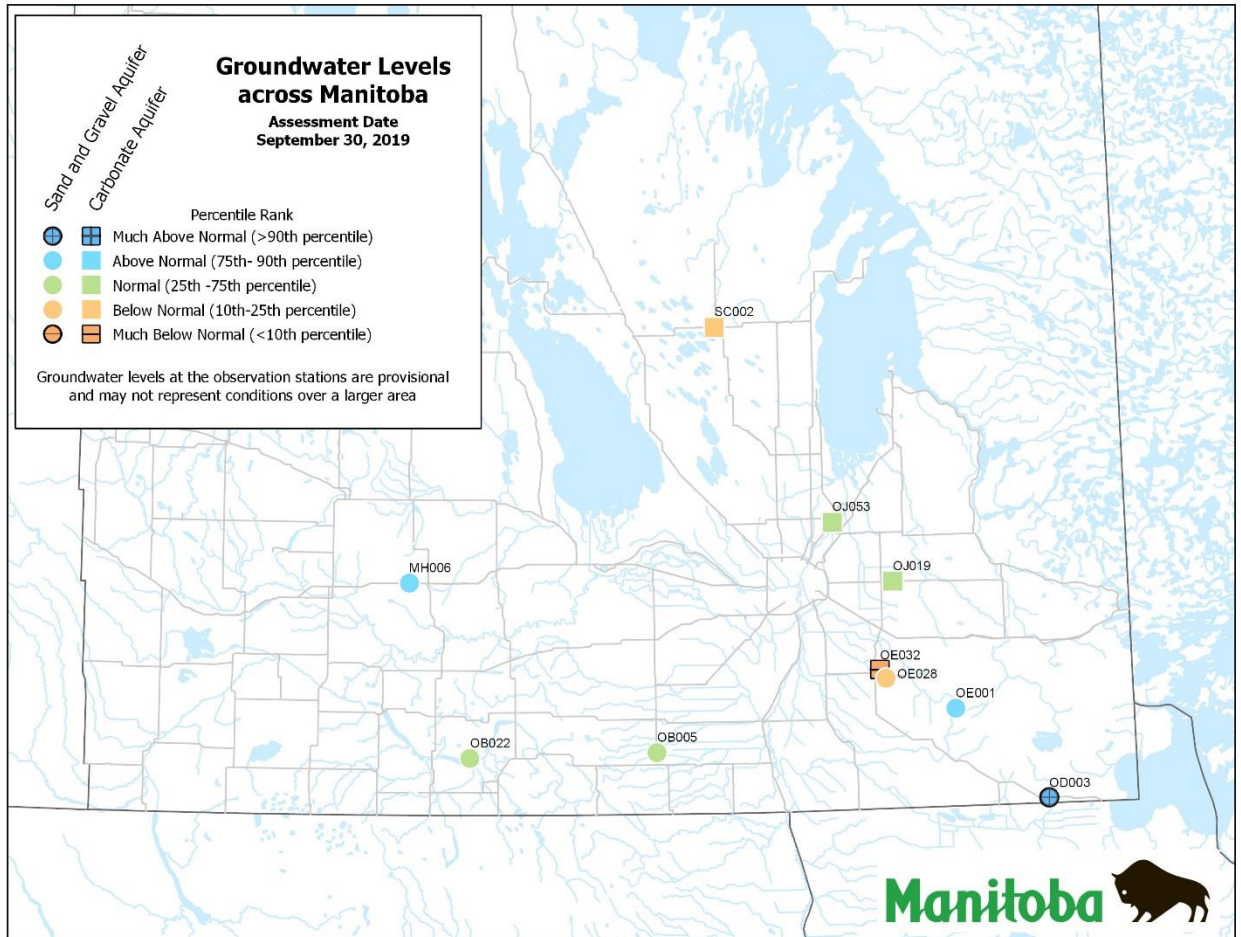 Groundwater Levels
across Manitoba
Assessment Date
September 30, 2019
Sand and Gravel Aquifer
Carbonate Aquifer
Percentile Rank
Much Above Normal (>90th percentile)
Above Normal (75th- 90th percentile)
Normal (25th -75th percentile)
Below Normal (10th-25th percentile)
Much Below Normal (<10th percentile)
Groundwater levels at the observation stations are provisional
and may not represent conditions over a larger area
SC002
OJ053
MH006
OJ019
OE032
OE028
OE001
OB022
OB005
OD003
Manitoba